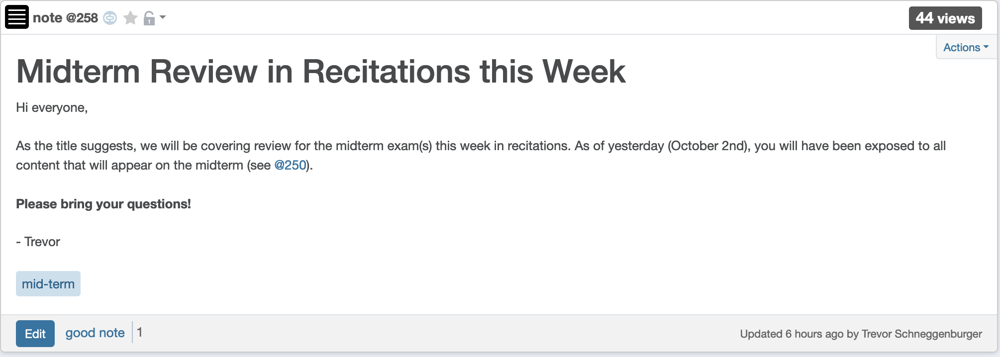 note @258
44 views
Actions
Midterm Review in Recitations this Week
Hi everyone,
As the title suggests, we will be covering review for the midterm exam(s) this week in recitations. As of yesterday (October 2nd), you will have been exposed to all
content that will appear on the midterm (see @250).
Please bring your questions!
- Trevor
mid-term
Edit good note 1
Updated 6 hours ago by Trevor Schneggenburger